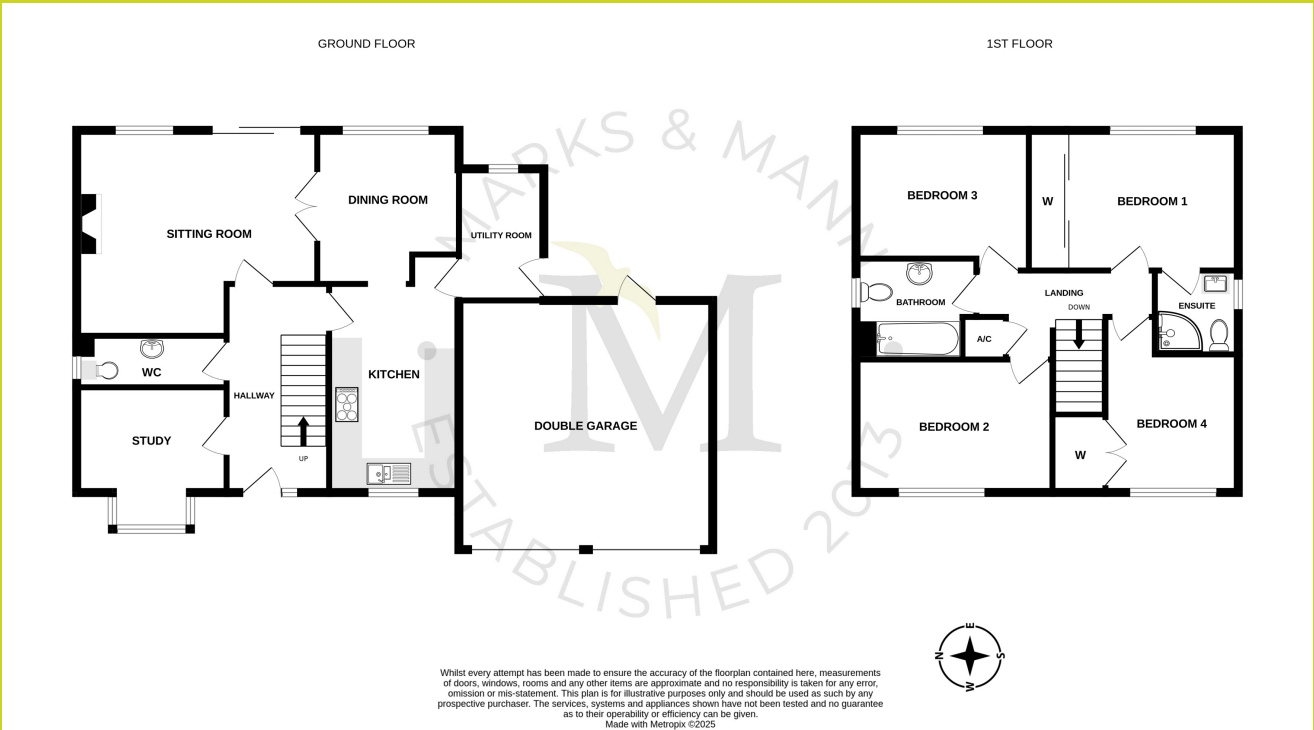 GROUND FLOOR
1ST FLOOR
MARKS & MANN
ESTABLISHED 2013
M
SITTING ROOM
DINING ROOM
UTILITY ROOM
WC
HALLWAY
KITCHEN
STUDY
UP
DOUBLE GARAGE
BEDROOM 3
W
BEDROOM 1
BATHROOM
LANDING
DOWN
ENSUITE
A/C
BEDROOM 2
W
BEDROOM 4
E
N
S
W
Whilst every attempt has been made to ensure the accuracy of the floorplan contained here, measurements
of doors, windows, rooms and any other items are approximate and no responsibility is taken for any error,
omission or mis-statement. This plan is for illustrative purposes only and should be used as such by any
prospective purchaser. The services, systems and appliances shown have not been tested and no guarantee
as to their operability or efficiency can be given.
Made with Metropix ©2025